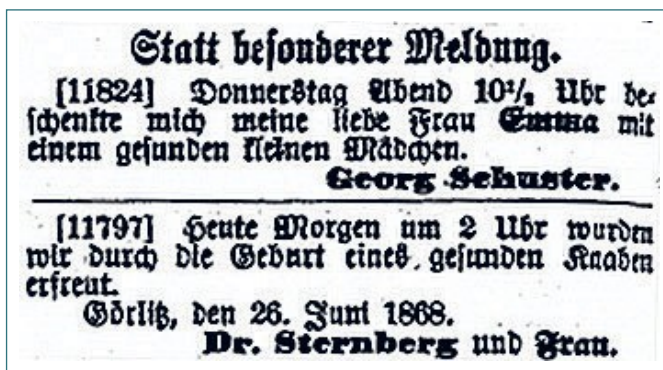 Statt besonderer Meldung.
[11824] Donnerstag Abend 10½ Uhr be-
schenkte mich meine liebe Frau Emma mit
einem gesunden kleinen Mädchen.
Georg Schuster.
[11797] Heute Morgen um 2 Uhr wurden
wir durch die Geburt eines gesunden Knaben
erfreut.
Görlitz, den 26. Juni 1868.
Dr. Sternberg und Frau.